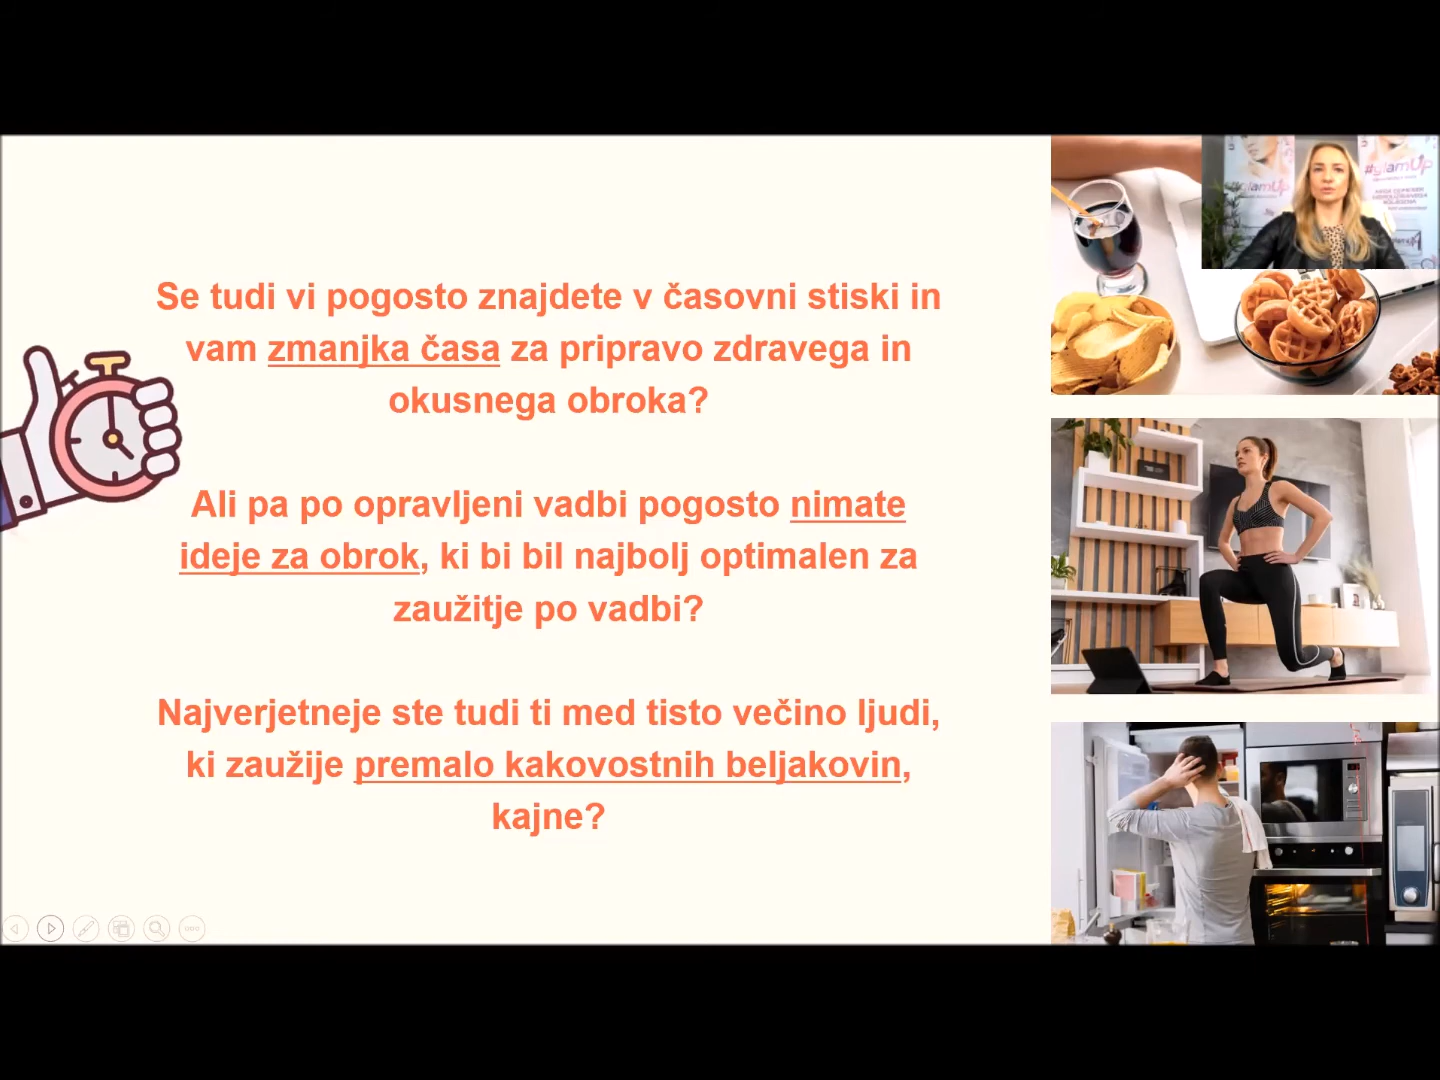 Se tudi vi pogosto znajdete v časovni stiski in
vam zmanjka časa za pripravo zdravega in
okusnega obroka?
Ali pa po opravljeni vadbi pogosto nimate
ideje za obrok, ki bi bil najbolj optimalen za
zaužitje po vadbi?
Najverjetneje ste tudi ti med tisto večino ljudi,
ki zaužije premalo kakovostnih beljakovin,
kajne?
#glamUp
#glamUp